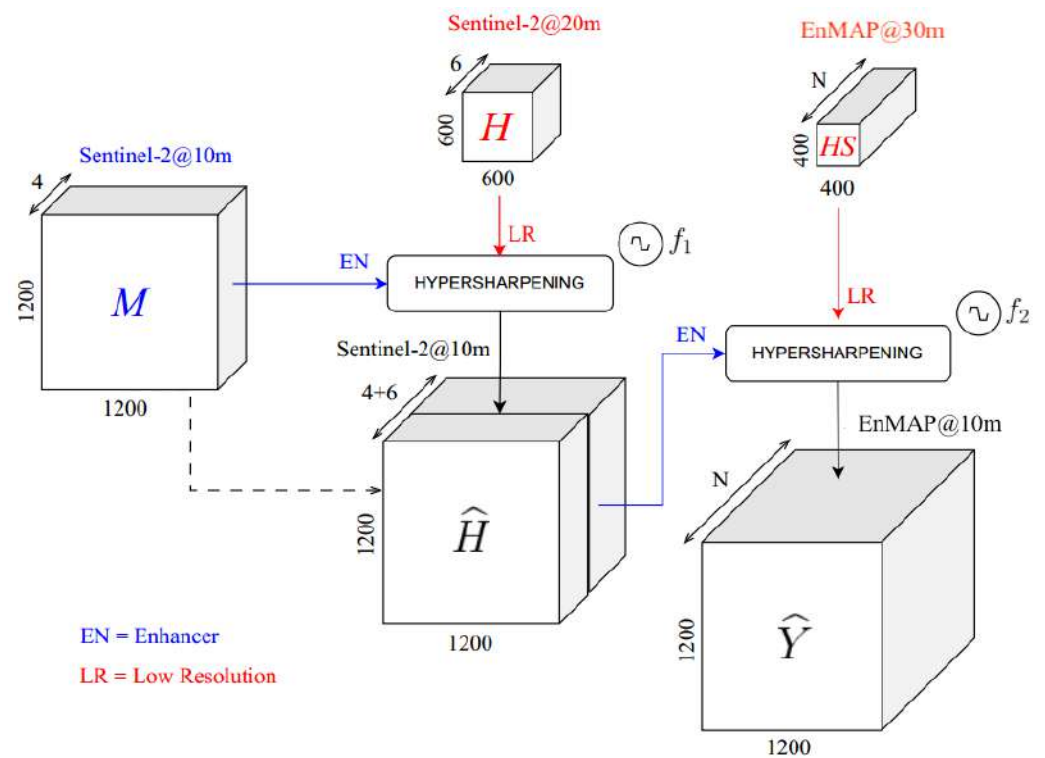 Sentinel-2@20m
EnMAP@30m
6
N
600
H
400
HS
Sentinel-2@10m
4
600
400
LR
f1
1200
M
EN
HYPERSHARPENING
LR
f2
Sentinel-2@10m
EN
HYPERSHARPENING
1200
4+6
EnMAP@10m
N
1200
Ĥ
EN = Enhancer
1200
1200
Ŷ
LR = Low Resolution
1200